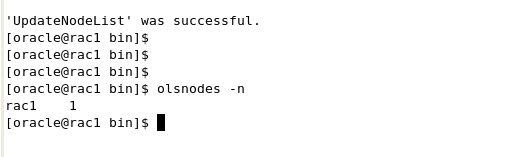 'UpdateNodeList' was successful.
[oracle@rac1 bin]$
[oracle@rac1 bin]$
[oracle@rac1 bin]$
[oracle@rac1 bin]$ olsnodes -n
rac1    1
[oracle@rac1 bin]$